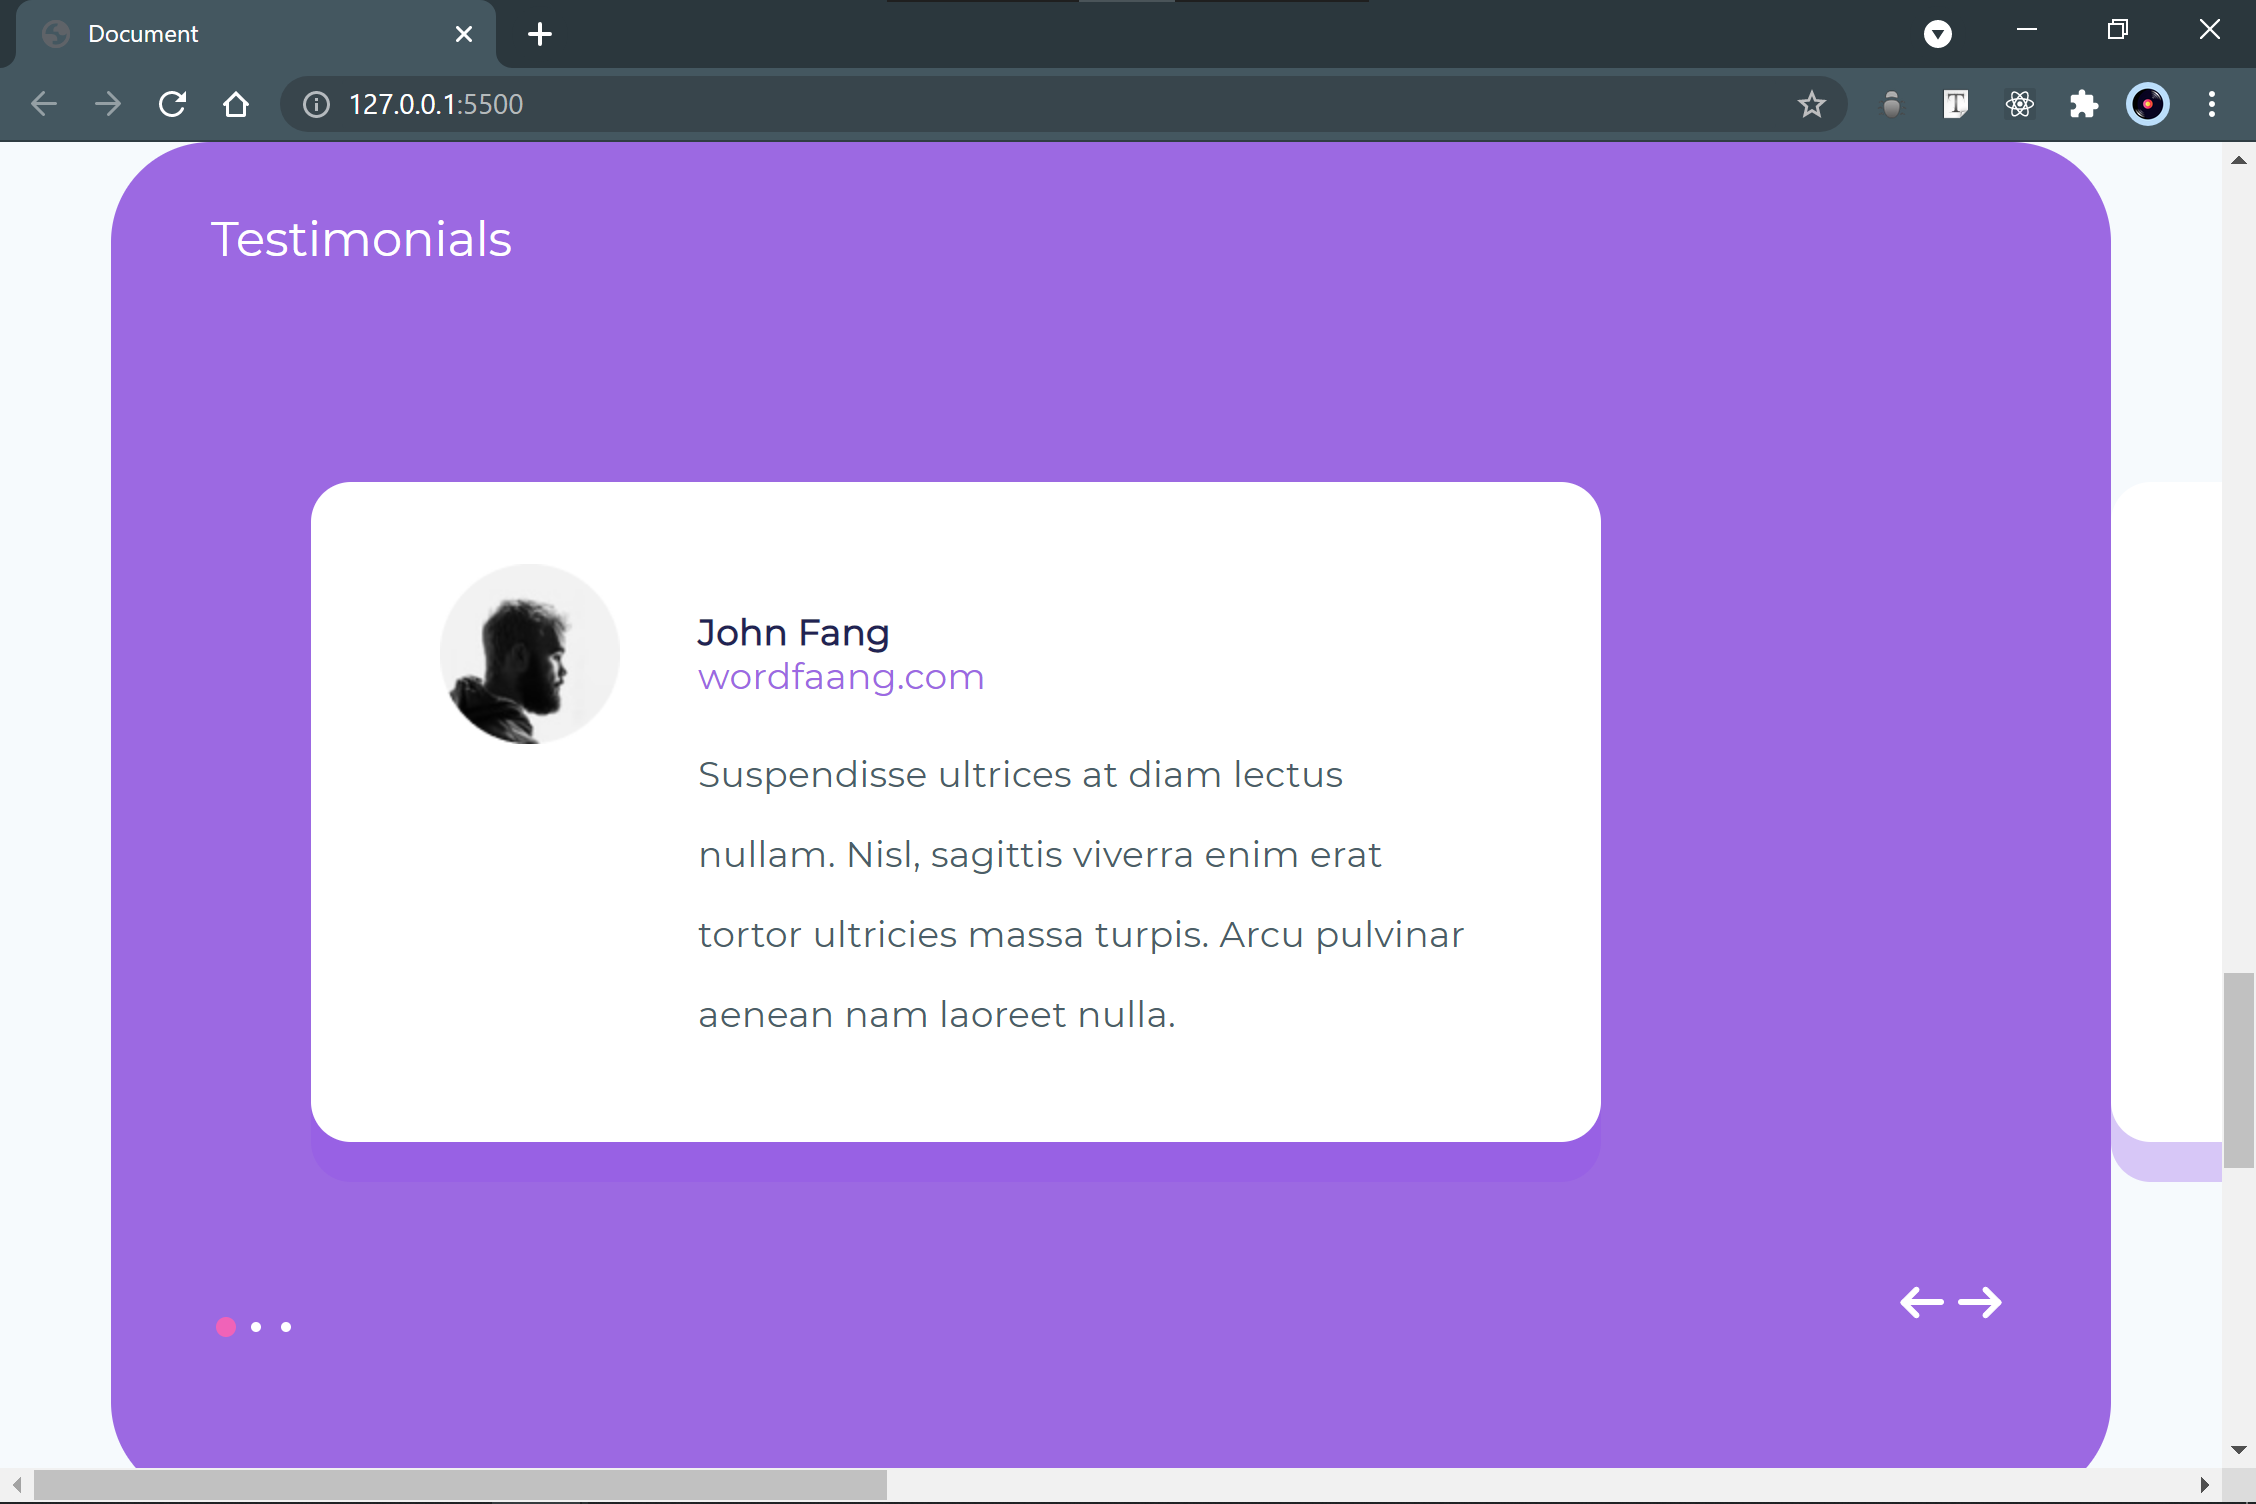 Document
127.0.0.1:5500
Testimonials
John Fang
wordfaang.com
Suspendisse ultrices at diam lectus
nullam. Nisl, sagittis viverra enim erat
tortor ultricies massa turpis. Arcu pulvinar
aenean nam laoreet nulla.